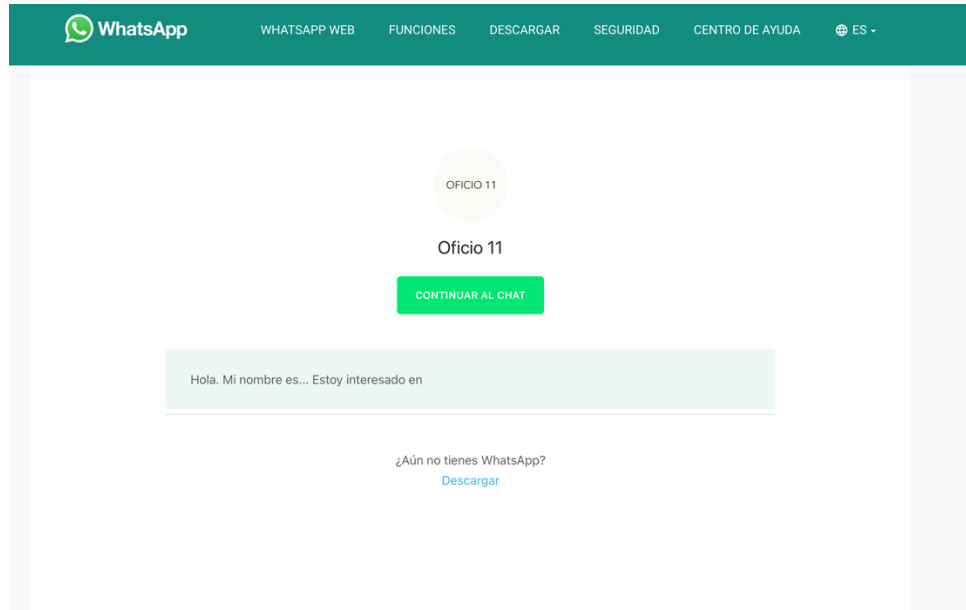 WhatsApp
WHATSAPP WEB FUNCIONES DESCARGAR SEGURIDAD CENTRO DE AYUDA ES
OFICIO 11
Oficio 11
CONTINUAR AL CHAT
Hola. Mi nombre es... Estoy interesado en
¿Aún no tienes WhatsApp?
Descargar